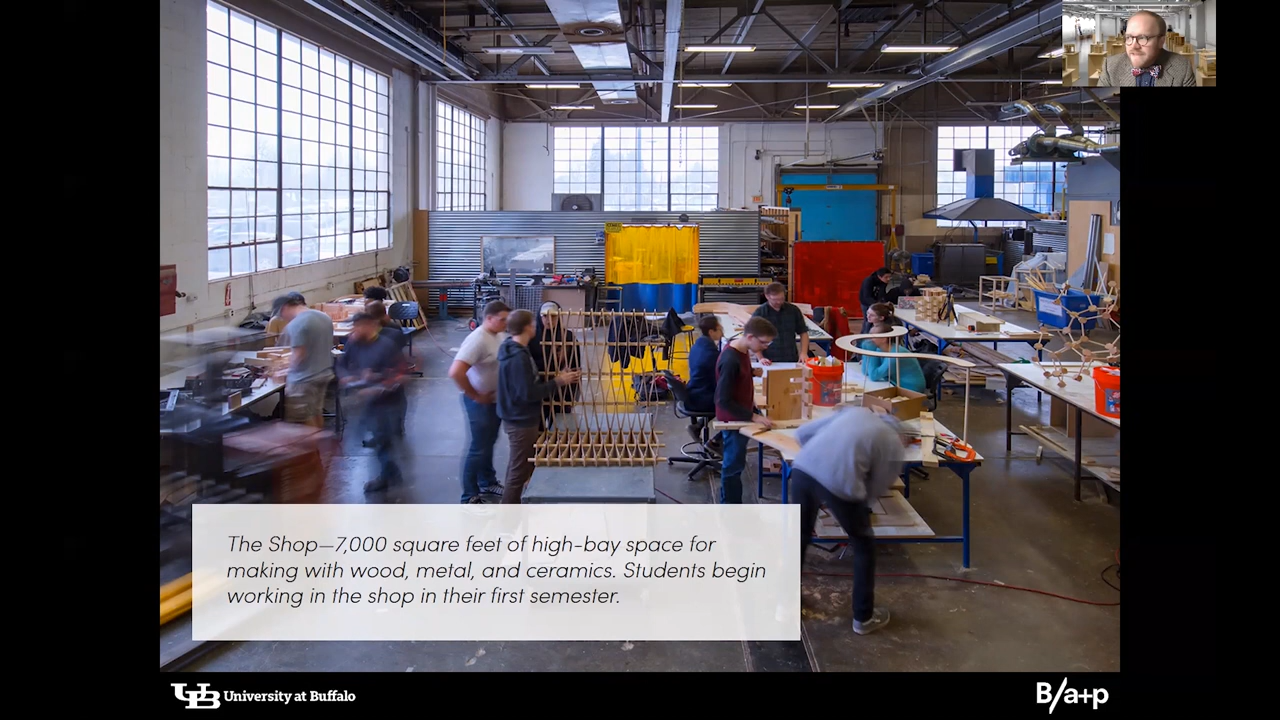 The Shop—7,000 square feet of high-bay space for
making with wood, metal, and ceramics. Students begin
working in the shop in their first semester.
UB University at Buffalo
B/a+p